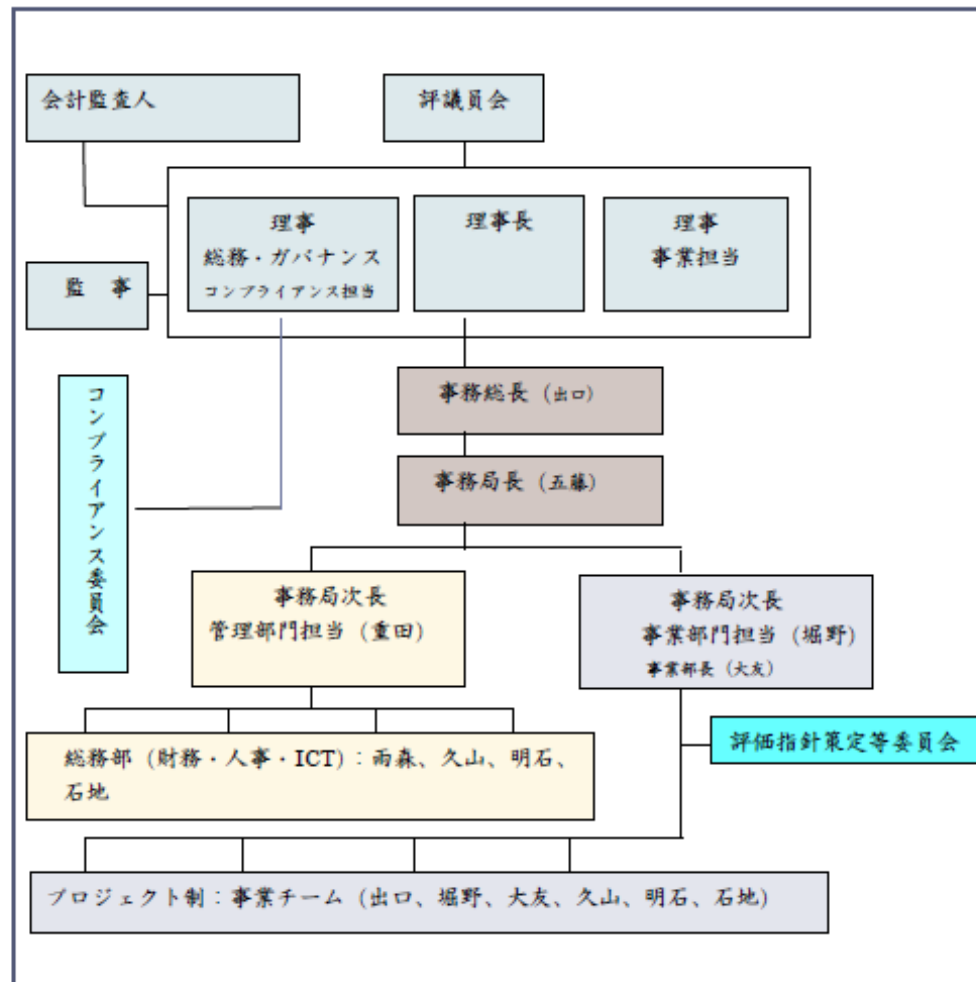 会計監査人
評議員会
理事
総務・ガバナンス
コンプライアンス担当
理事長
理事
事業担当
監　事
事務総長（出口）
コンプライアンス委員会
事務局長（五藤）
事務局次長
管理部門担当（重田）
事務局次長
事業部門担当（堀野）
事業部長（大友）
評価指針策定等委員会
総務部（財務・人事・ICT）：雨森、久山、明石、
石地
プロジェクト制：事業チーム（出口、堀野、大友、久山、明石、石地）